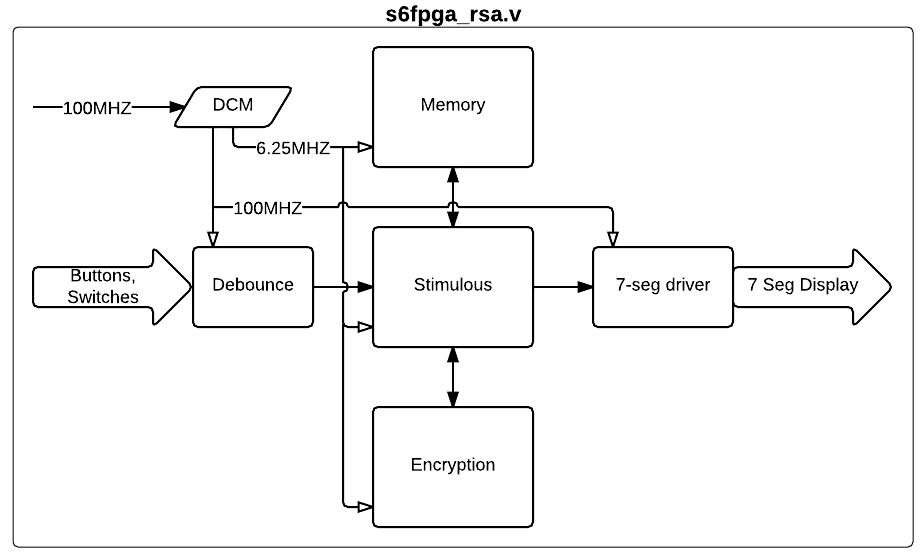 s6fpga_rsa.v
100MHZ
DCM
Memory
6.25MHZ
100MHZ
Buttons,
Switches
Debounce
Stimulous
7-seg driver
7 Seg Display
Encryption